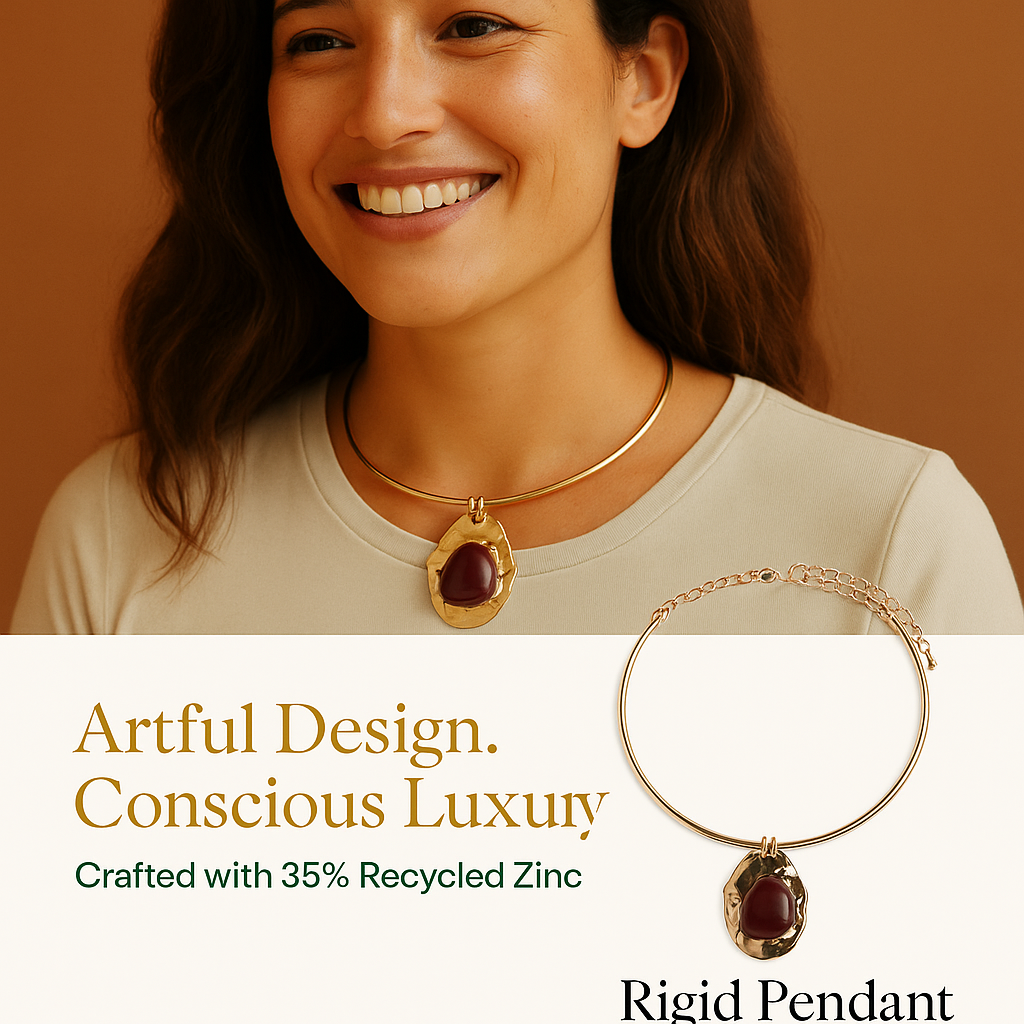 Artful Design.
Conscious Luxury
Crafted with 35% Recycled Zinc
Rigid Pendant